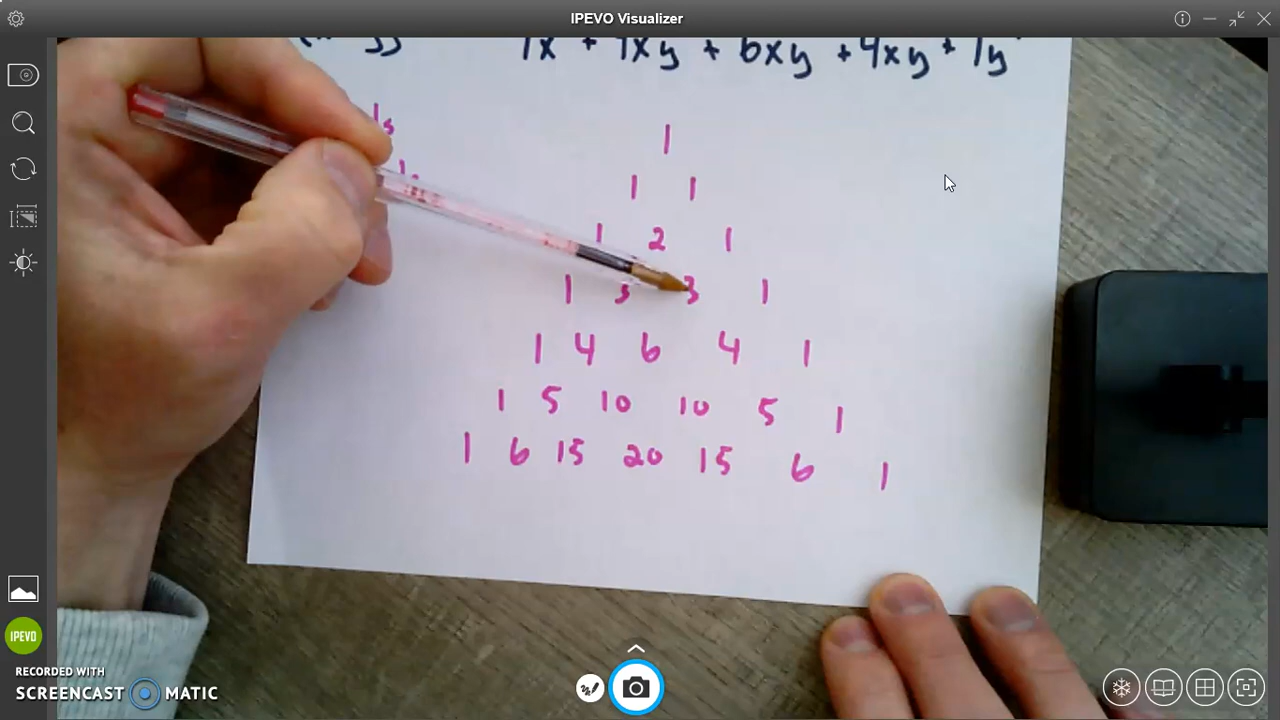 IPEVO Visualizer
1x + 4xy + 6xy + 4xy + 1y
1
1 1
1 2 1
1 3 3 1
1 4 6 4 1
1 5 10 10 5 1
1 6 15 20 15 6 1
IPEVO
RECORDED WITH
SCREENCAST MATIC